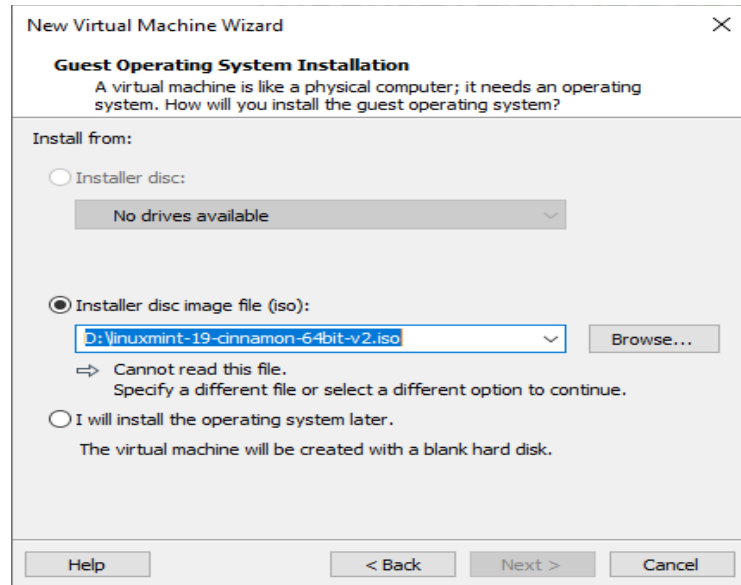 New Virtual Machine Wizard
Guest Operating System Installation
A virtual machine is like a physical computer; it needs an operating
system. How will you install the guest operating system?
Install from:
Installer disc:
No drives available
Installer disc image file (iso):
D:\linuxmint-19-cinnamon-64bit-v2.iso
Browse...
Cannot read this file.
Specify a different file or select a different option to continue.
I will install the operating system later.
The virtual machine will be created with a blank hard disk.
Help
< Back
Next >
Cancel